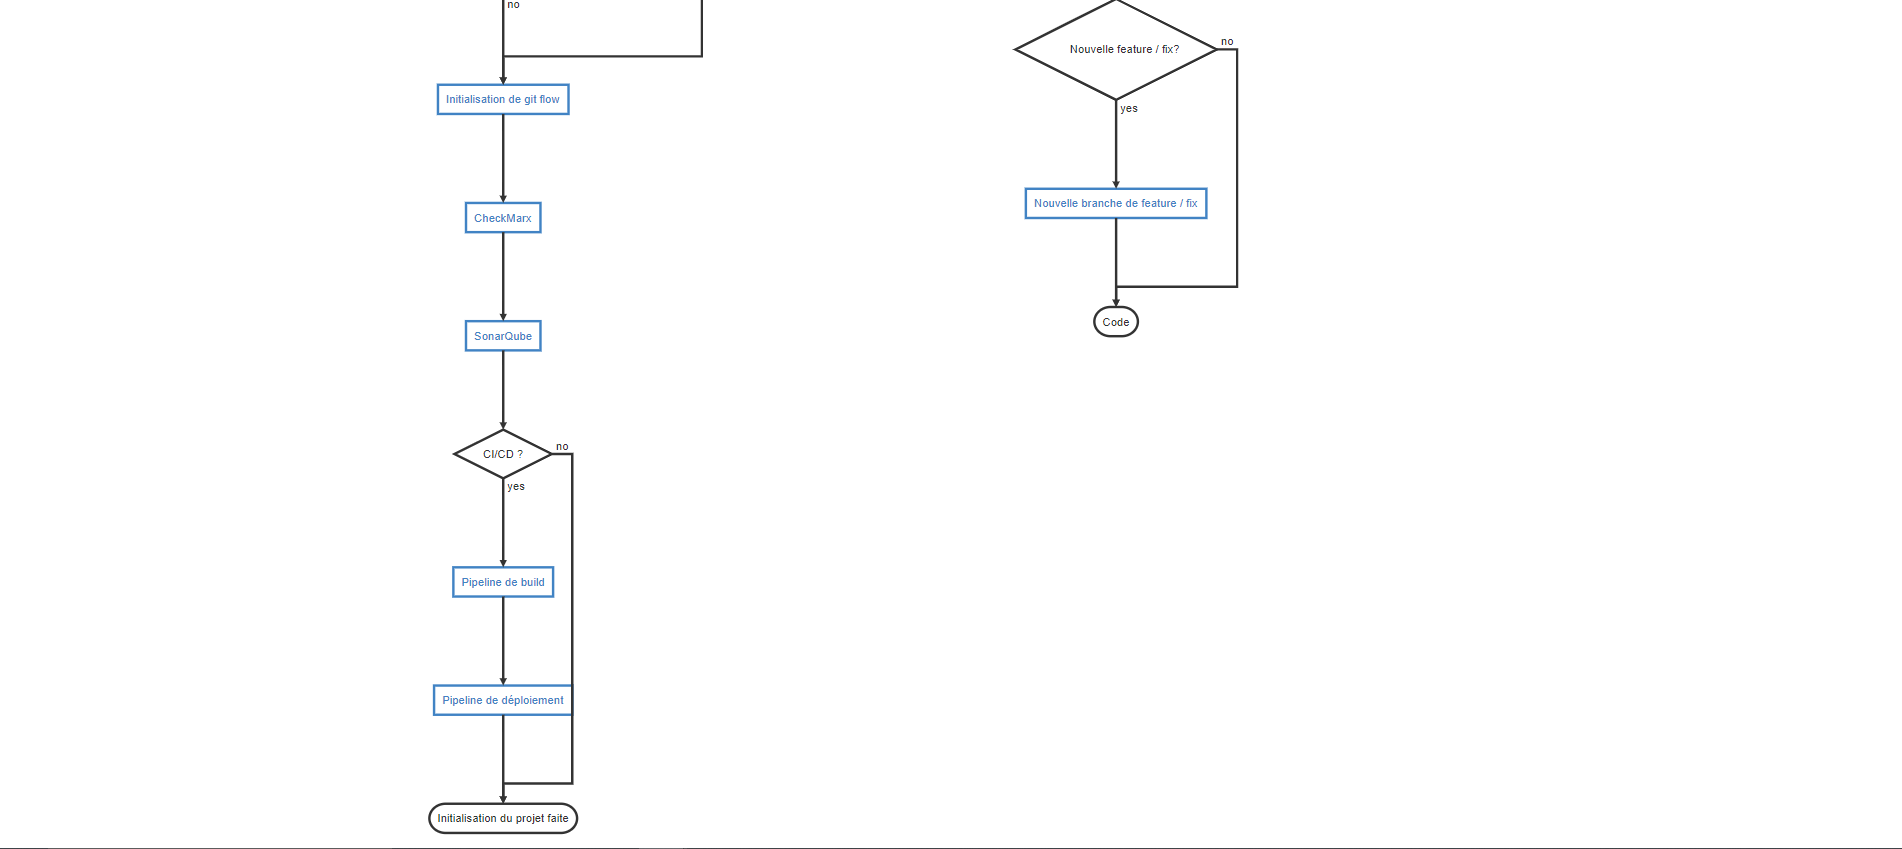 no
Initialisation de git flow
CheckMarx
SonarQube
CI/CD ?
no
yes
Pipeline de build
Pipeline de déploiement
Initialisation du projet faite
Nouvelle feature / fix?
no
yes
Nouvelle branche de feature / fix
Code